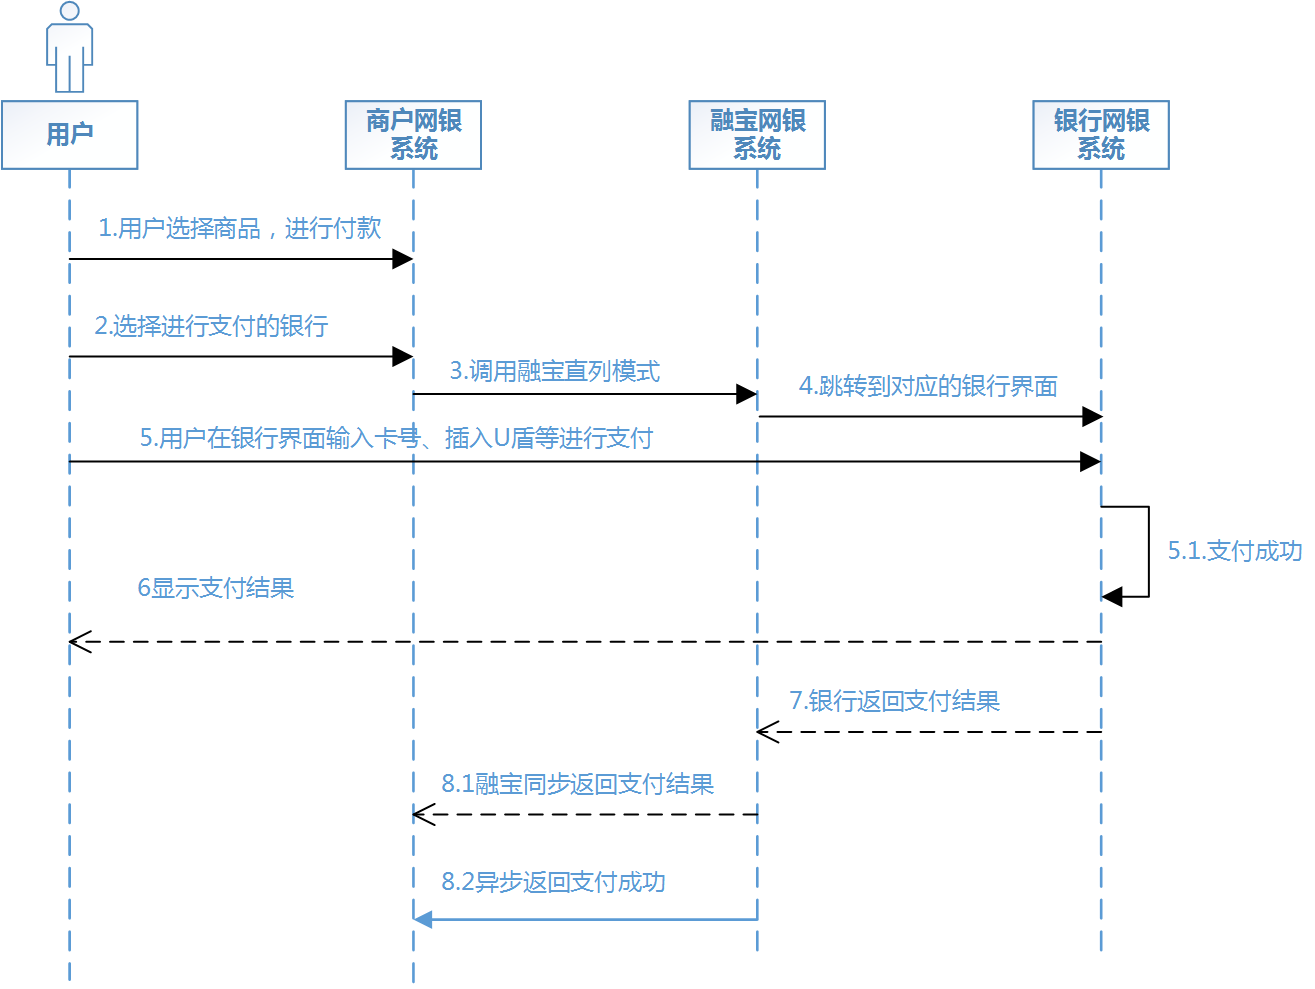 用户
商户网银
系统
融宝网银
系统
银行网银
系统
1.用户选择商品，进行付款
2.选择进行支付的银行
3.调用融宝直列模式
4.跳转到对应的银行界面
5.用户在银行界面输入卡号、插入U盾等进行支付
5.1.支付成功
6显示支付结果
7.银行返回支付结果
8.1融宝同步返回支付结果
8.2异步返回支付成功